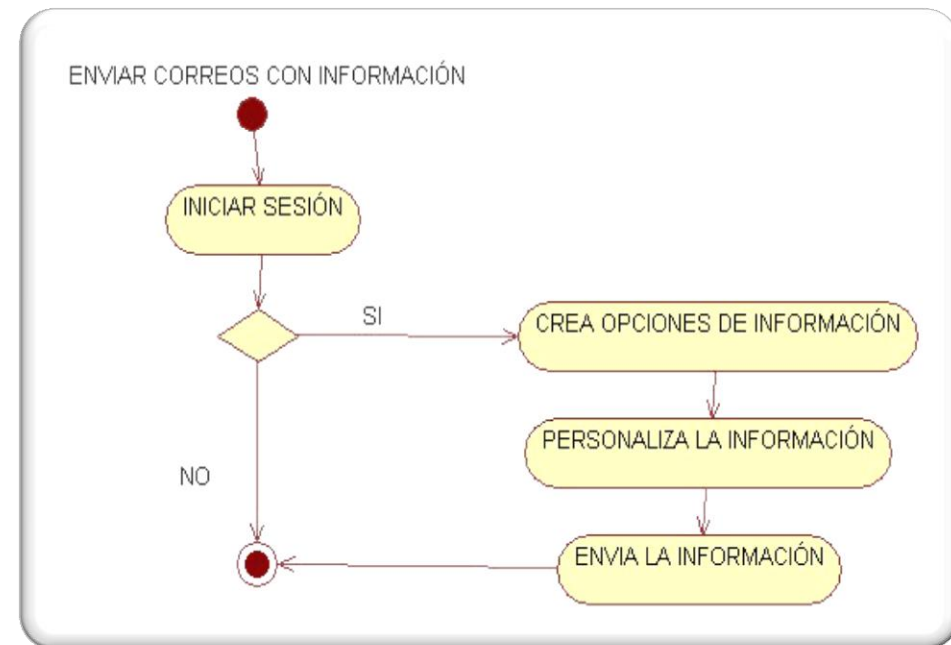 ENVIAR CORREOS CON INFORMACIÓN
INICIAR SESIÓN
SI
CREA OPCIONES DE INFORMACIÓN
PERSONALIZA LA INFORMACIÓN
NO
ENVIA LA INFORMACIÓN